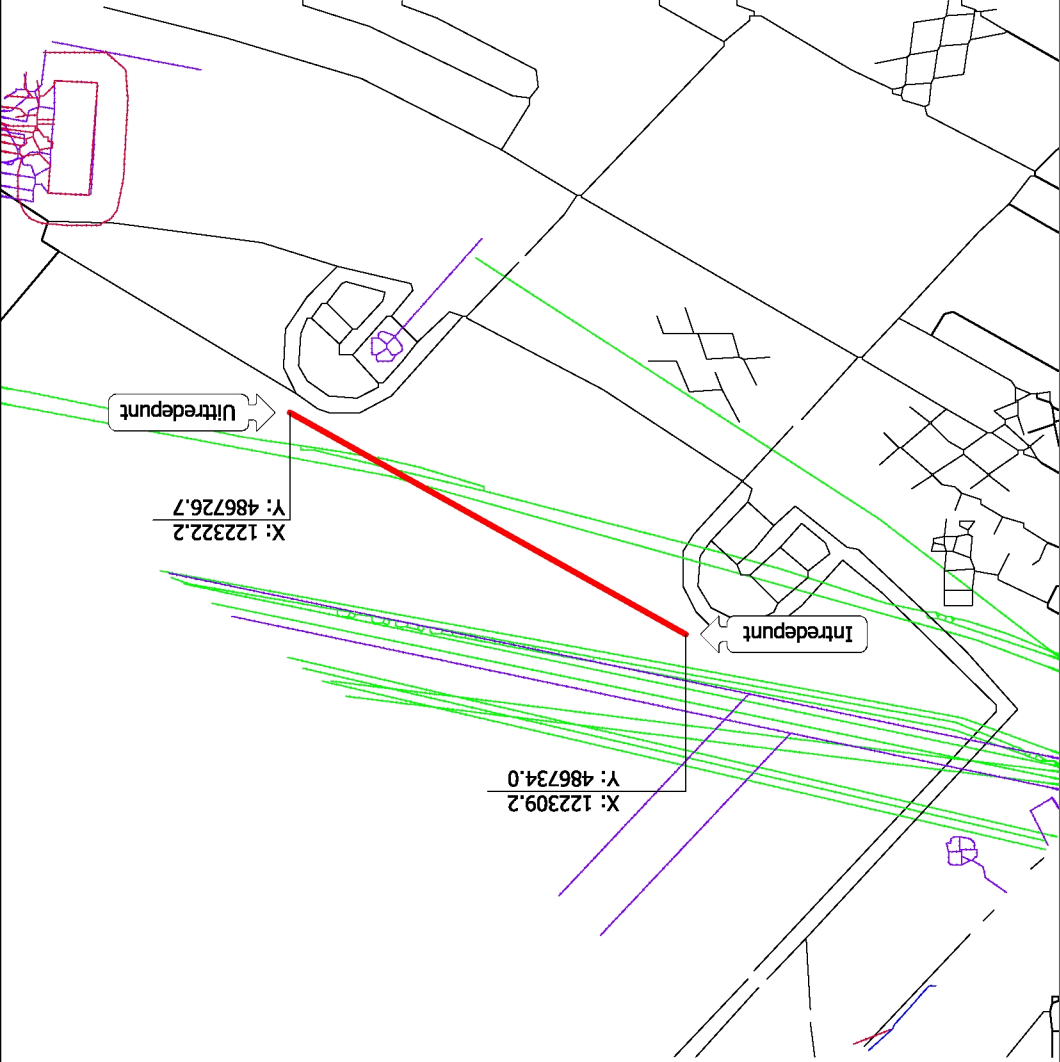 X: 122309.2
Y: 486734.0
Intredepunt
X: 122322.2
Y: 486726.7
Uittredepunt